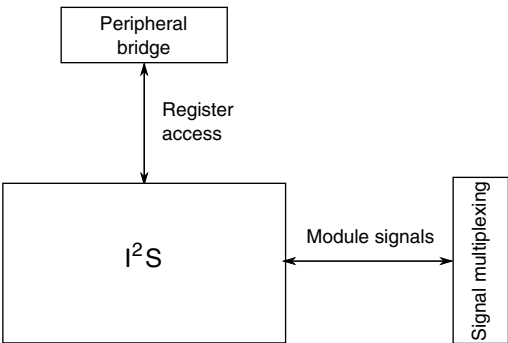 Peripheral
bridge
Register
access
I²S
Module signals
Signal multiplexing